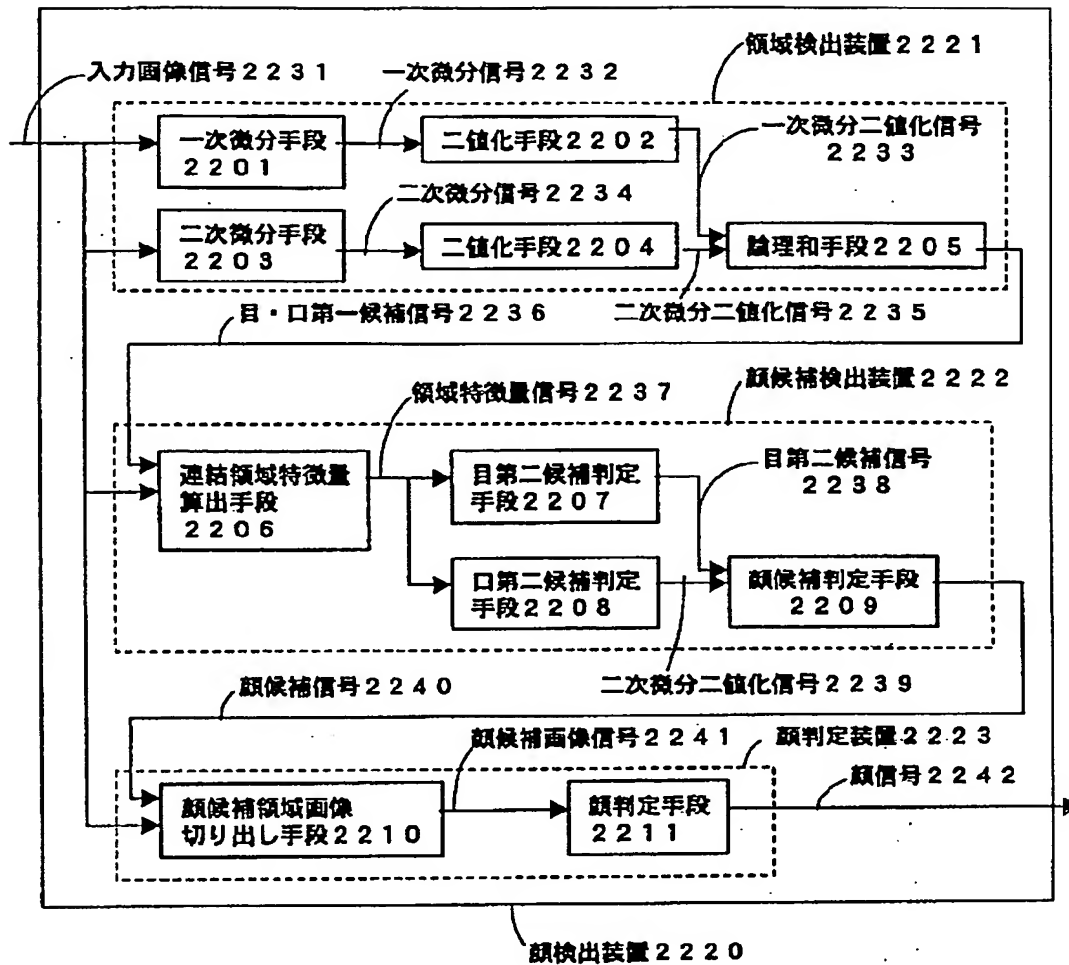 領域検出装置2221
入力画像信号2231
一次微分信号2232
一次微分手段
2201
二値化手段2202
一次微分二値化信号
2233
二次微分信号2234
二次微分手段
2203
二値化手段2204
論理和手段2205
目・口第一候補信号2236
二次微分二値化信号2235
顔候補検出装置2222
領域特徴量信号2237
連結領域特徴量
算出手段
2206
目第二候補判定
手段2207
目第二候補信号
2238
口第二候補判定
手段2208
顔候補判定手段
2209
顔候補信号2240
二次微分二値化信号2239
顔候補画像信号2241
顔判定装置2223
顔信号2242
顔候補領域画像
切り出し手段2210
顔判定手段
2211
顔検出装置2220